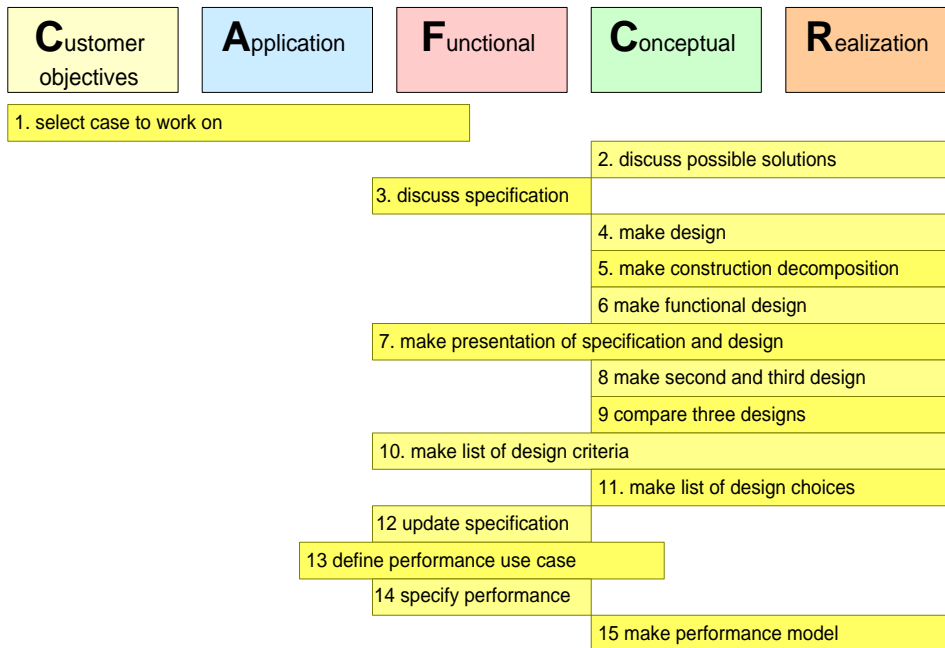 Customer
objectives
Application
Functional
Conceptual
Realization
1. select case to work on
2. discuss possible solutions
3. discuss specification
4. make design
5. make construction decomposition
6 make functional design
7. make presentation of specification and design
8 make second and third design
9 compare three designs
10. make list of design criteria
11. make list of design choices
12 update specification
13 define performance use case
14 specify performance
15 make performance model